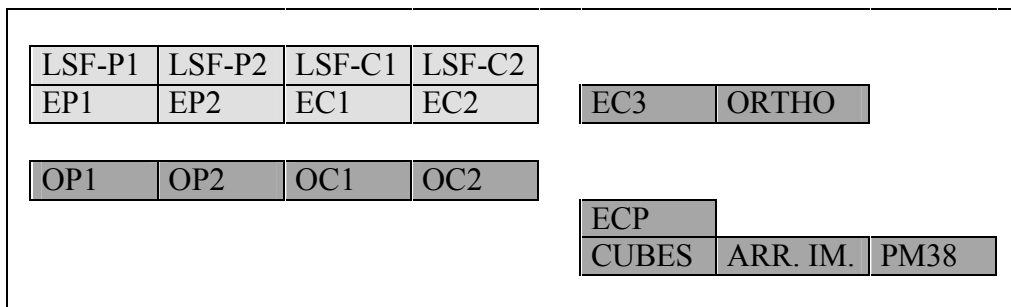 LSF-P1 LSF-P2 LSF-C1 LSF-C2
EP1 EP2 EC1 EC2 EC3 ORTHO
OP1 OP2 OC1 OC2
ECP
CUBES ARR. IM. PM38